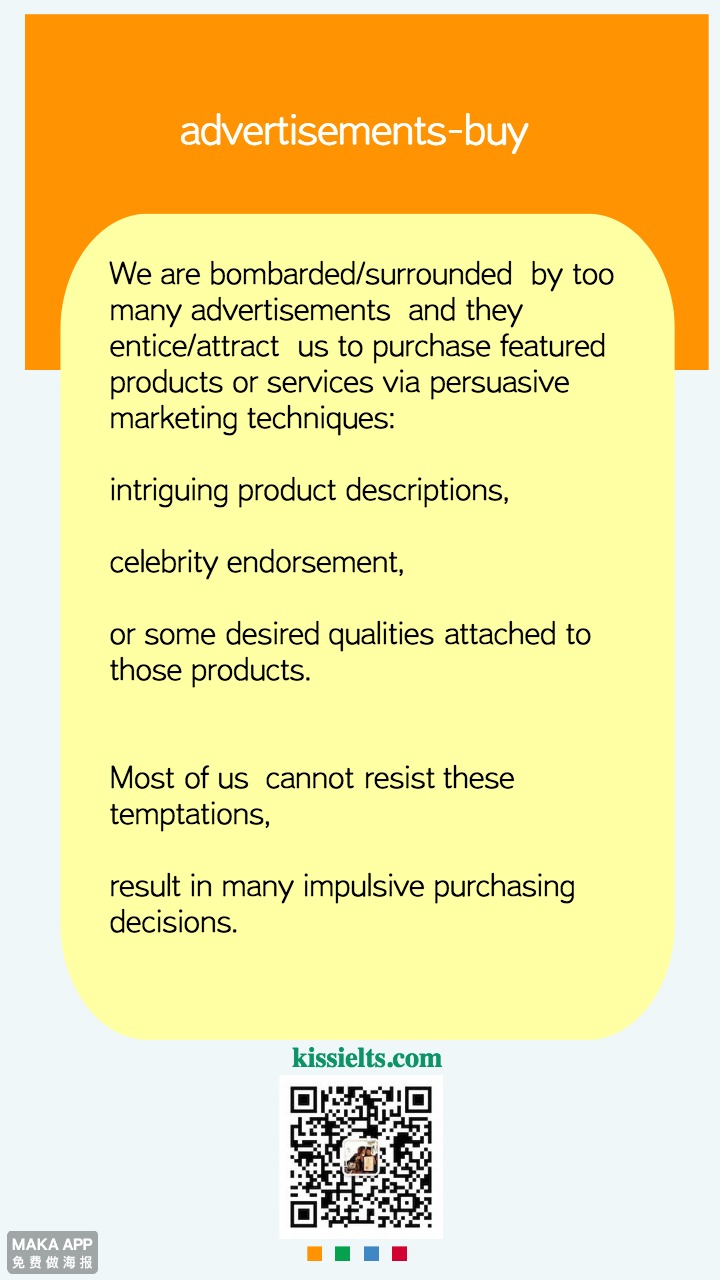 advertisements-buy
We are bombarded/surrounded  by too
many advertisements  and they
entice/attract  us to purchase featured
products or services via persuasive
marketing techniques:
intriguing product descriptions,
celebrity endorsement,
or some desired qualities attached to
those products.
Most of us  cannot resist these
temptations,
result in many impulsive purchasing
decisions.
kissielts.com
MAKA APP
免费做海报